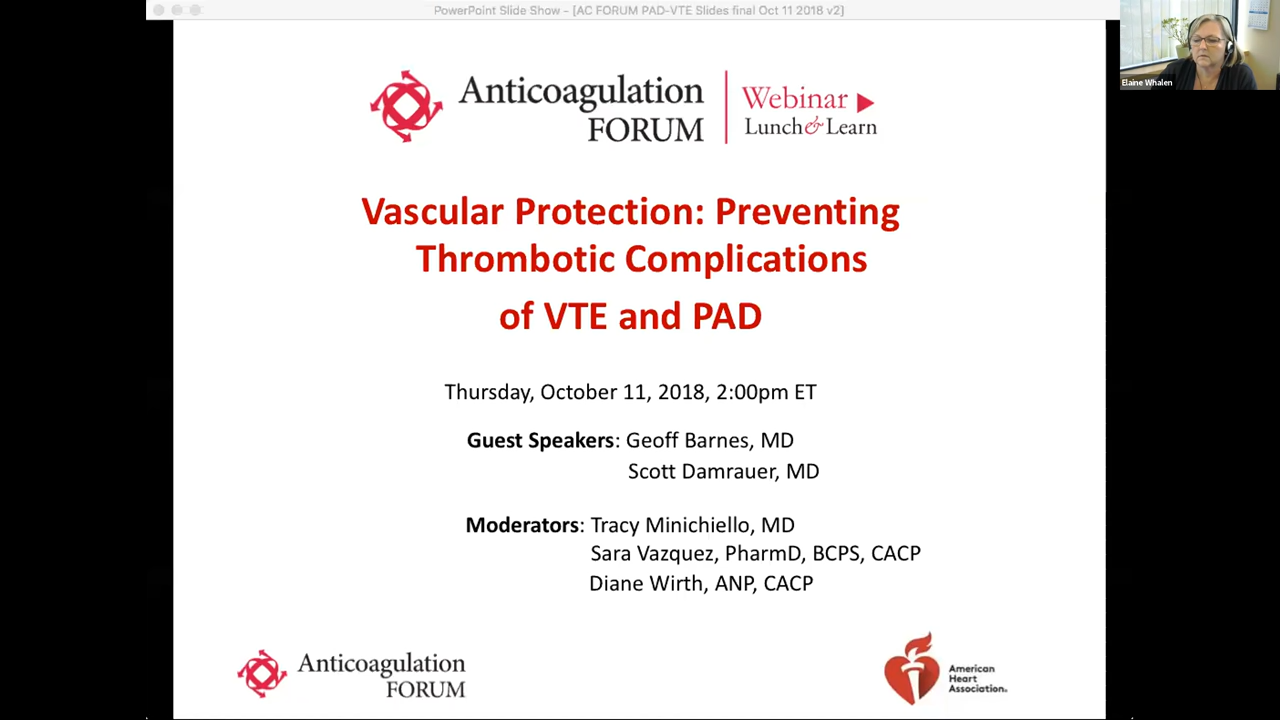 PowerPoint Slide Show - [AC FORUM PAD-VTE Slides final Oct 11 2018 v2]
Elaine Whalen
Anticoagulation
FORUM
Webinar
Lunch & Learn
Vascular Protection: Preventing
Thrombotic Complications
of VTE and PAD
Thursday, October 11, 2018, 2:00pm ET
Guest Speakers: Geoff Barnes, MD
Scott Damrauer, MD
Moderators: Tracy Minichiello, MD
Sara Vazquez, PharmD, BCPS, CACP
Diane Wirth, ANP, CACP
Anticoagulation
FORUM
American
Heart
Association.